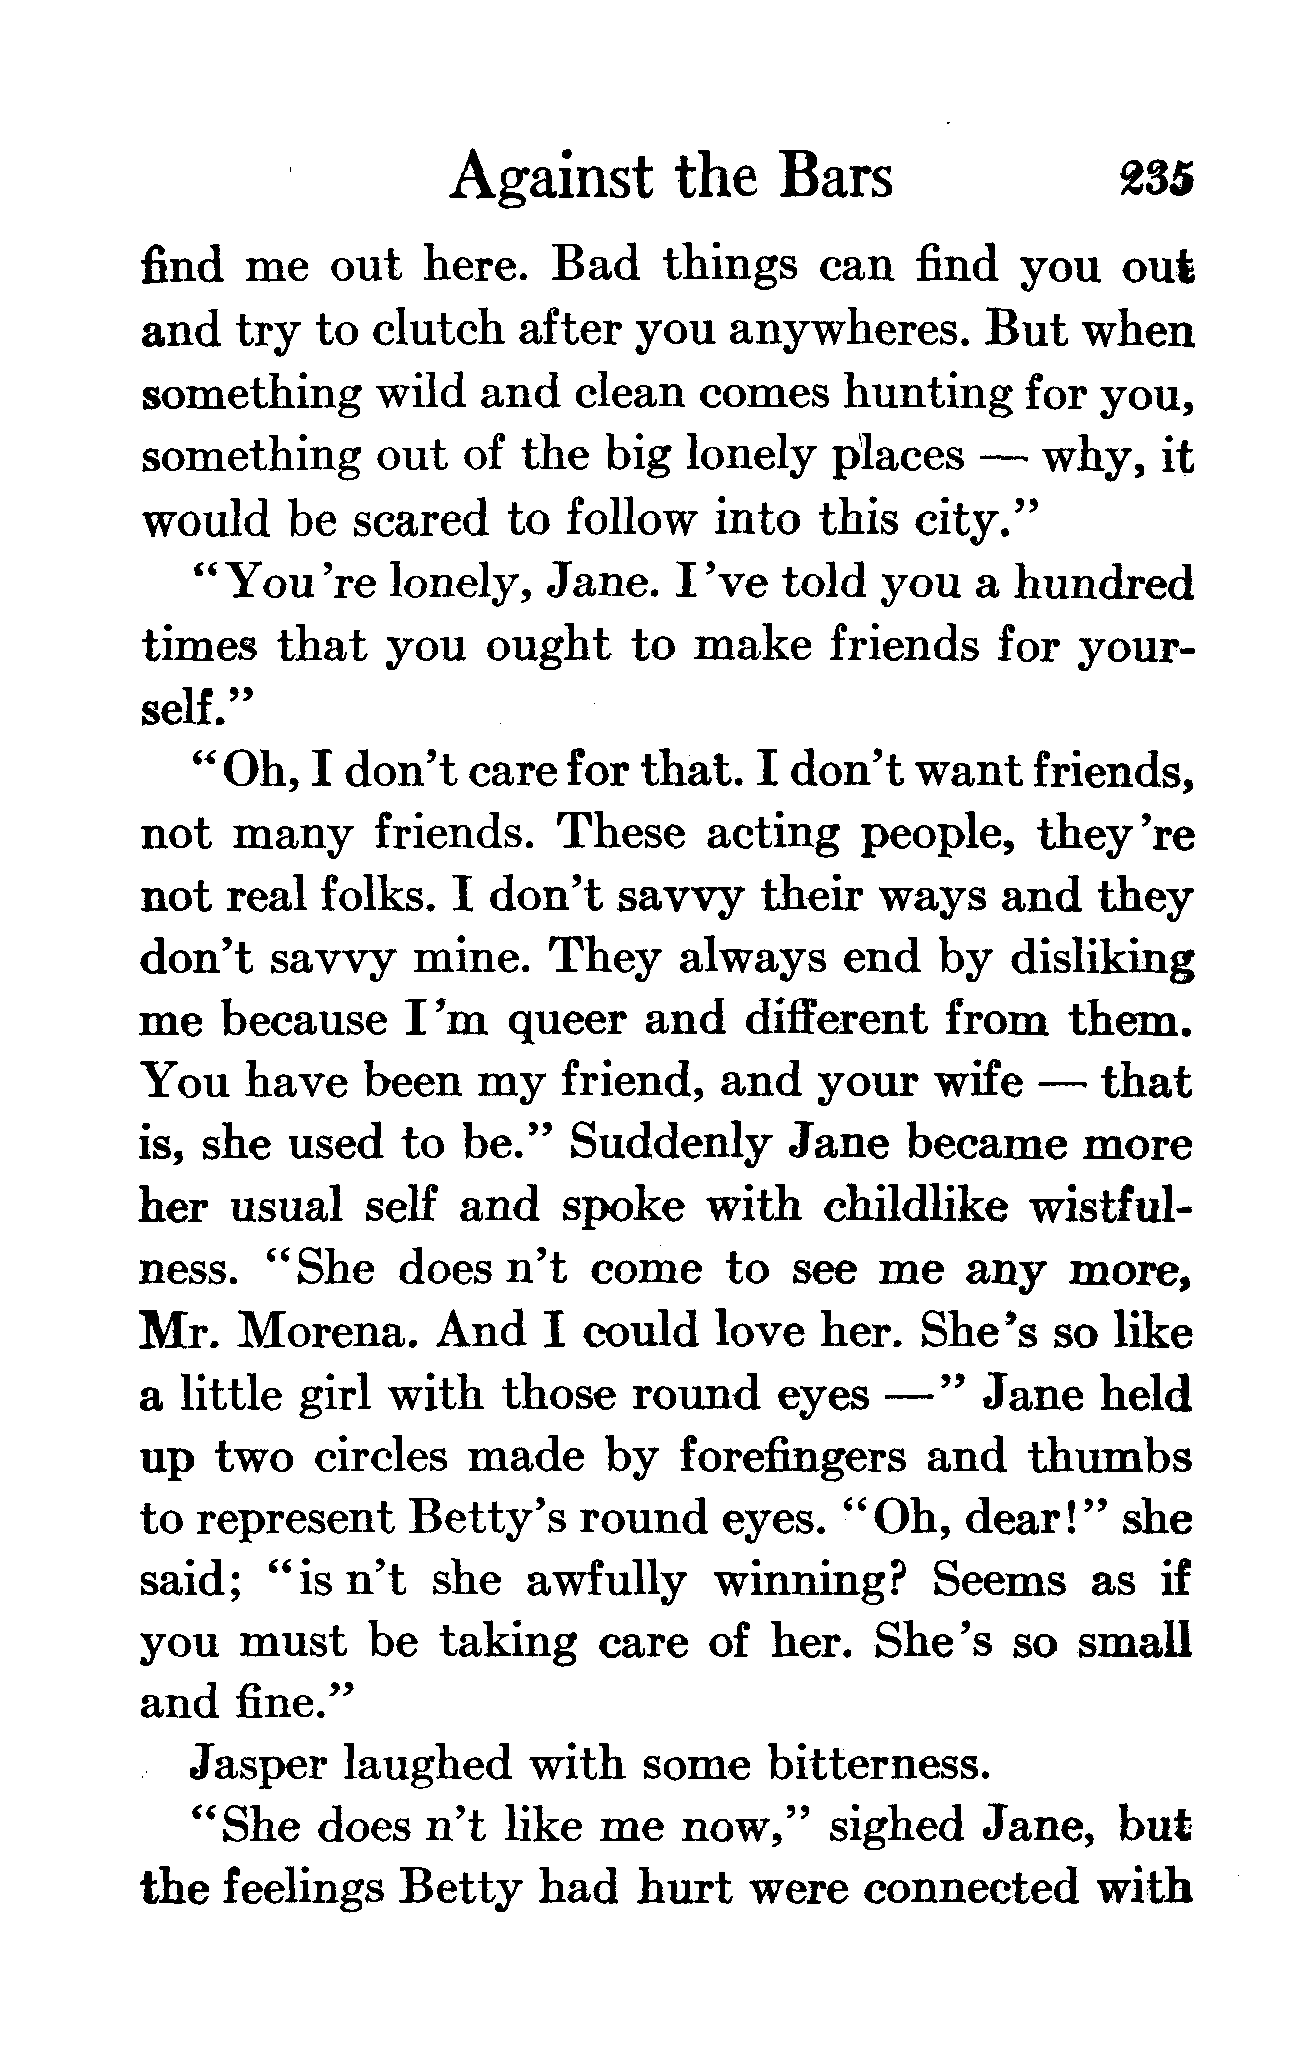 Against the Bars 235
find me out here. Bad things can find you out
and try to clutch after you anywheres. But when
something wild and clean comes hunting for you,
something out of the big lonely places — why, it
would be scared to follow into this city."
"You're lonely, Jane. I've told you a hundred
times that you ought to make friends for your-
self."
"Oh, I don't care for that. I don't want friends,
not many friends. These acting people, they're
not real folks. I don't savvy their ways and they
don't savvy mine. They always end by disliking
me because I'm queer and different from them.
You have been my friend, and your wife — that
is, she used to be." Suddenly Jane became more
her usual self and spoke with childlike wistful-
ness. "She does n't come to see me any more,
Mr. Morena. And I could love her. She's so like
a little girl with those round eyes —" Jane held
up two circles made by forefingers and thumbs
to represent Betty's round eyes. "Oh, dear!" she
said; "is n't she awfully winning? Seems as if
you must be taking care of her. She's so small
and fine."
Jasper laughed with some bitterness.
"She does n't like me now," sighed Jane, but
the feelings Betty had hurt were connected with